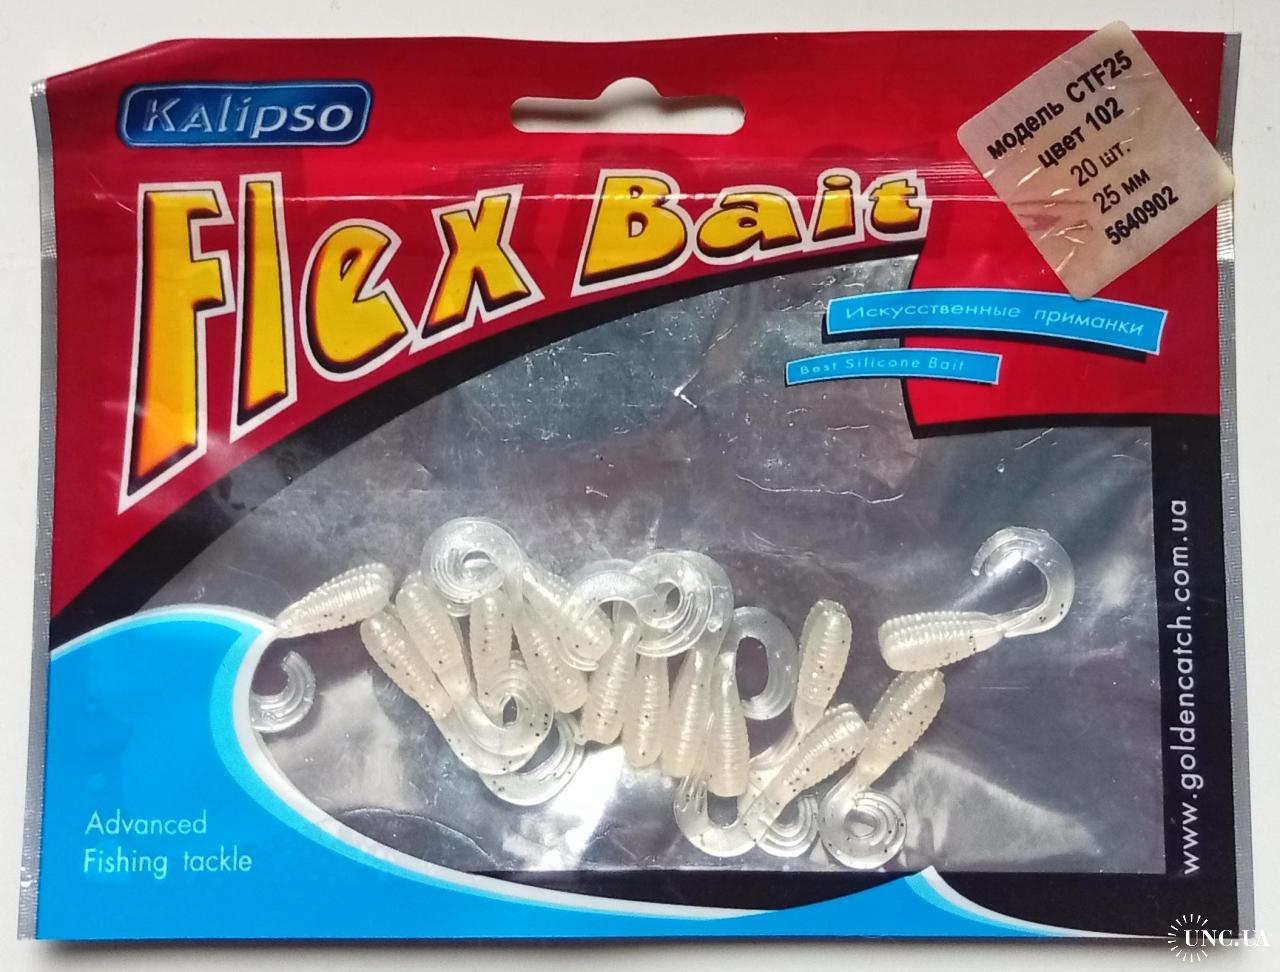 Kalipso
Flex Bait
модель CTF25
цвет 102
20 шт.
25 мм
5640902
Искусственные приманки
Best Silicone Bait
www.goldencatch.com.ua
Advanced
Fishing tackle
UNC.UA